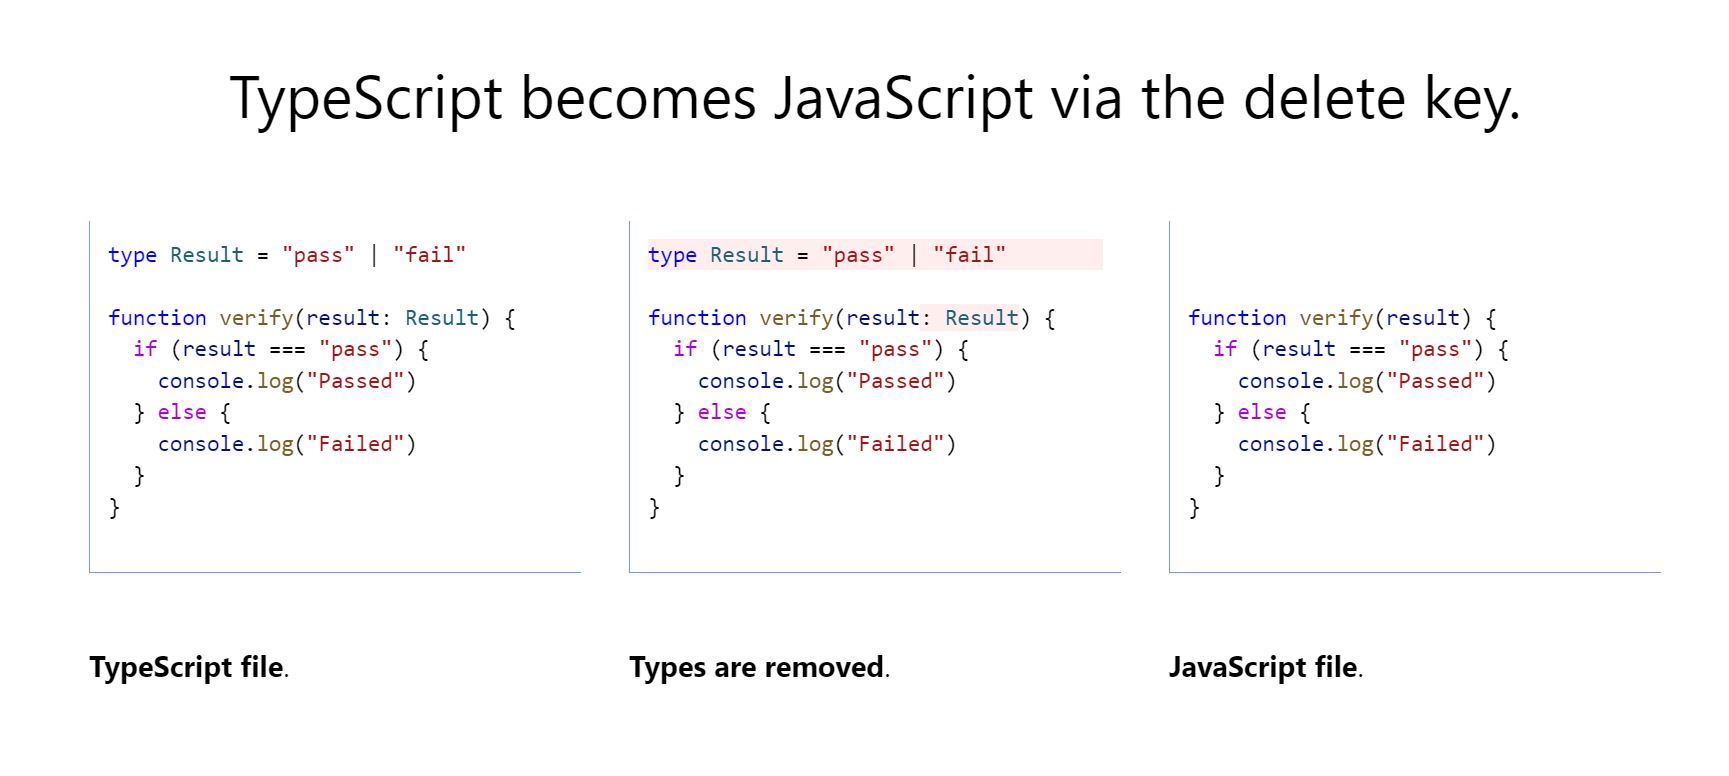 TypeScript becomes JavaScript via the delete key.
type Result = "pass" | "fail"
function verify(result: Result) {
  if (result === "pass") {
    console.log("Passed")
  } else {
    console.log("Failed")
  }
}
TypeScript file.
type Result = "pass" | "fail"
function verify(result: Result) {
  if (result === "pass") {
    console.log("Passed")
  } else {
    console.log("Failed")
  }
}
Types are removed.
function verify(result) {
  if (result === "pass") {
    console.log("Passed")
  } else {
    console.log("Failed")
  }
}
JavaScript file.